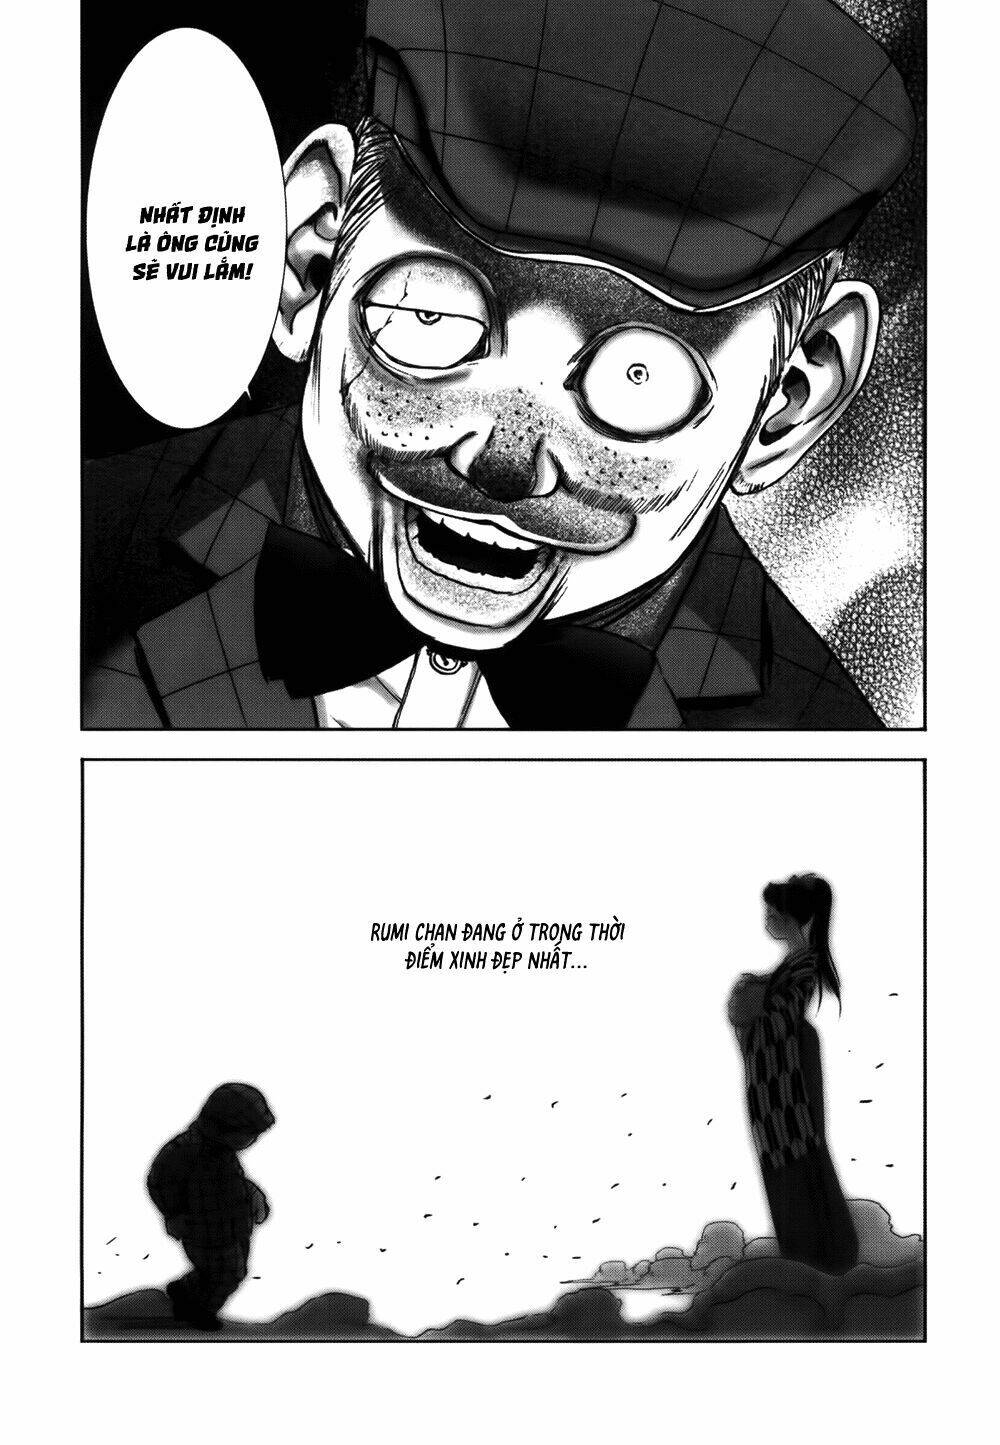 NHẤT ĐỊNH
LÀ ÔNG CŨNG
SẼ VUI LẮM!
RUMI CHAN ĐANG Ở TRONG THỜI
ĐIỂM XINH ĐẸP NHẤT...